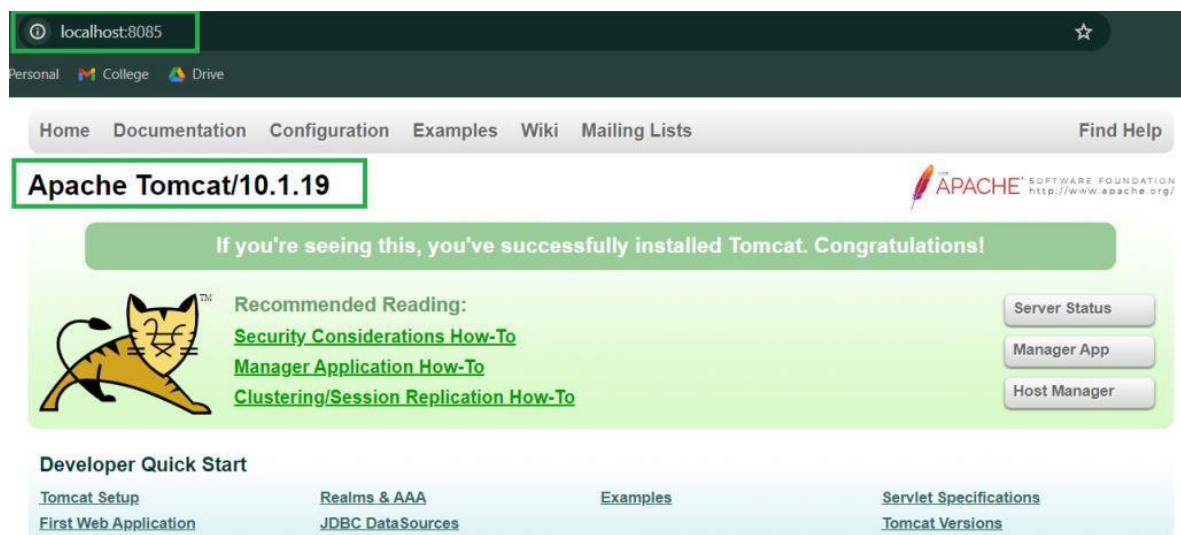 localhost:8085
Personal College Drive
Home Documentation Configuration Examples Wiki Mailing Lists Find Help
Apache Tomcat/10.1.19
THE
APACHE SOFTWARE FOUNDATION
http://www.apache.org/
If you're seeing this, you've successfully installed Tomcat. Congratulations!
TM
Recommended Reading:
Security Considerations How-To
Manager Application How-To
Clustering/Session Replication How-To
Server Status
Manager App
Host Manager
Developer Quick Start
Tomcat Setup Realms & AAA Examples Servlet Specifications
First Web Application JDBC DataSources Tomcat Versions